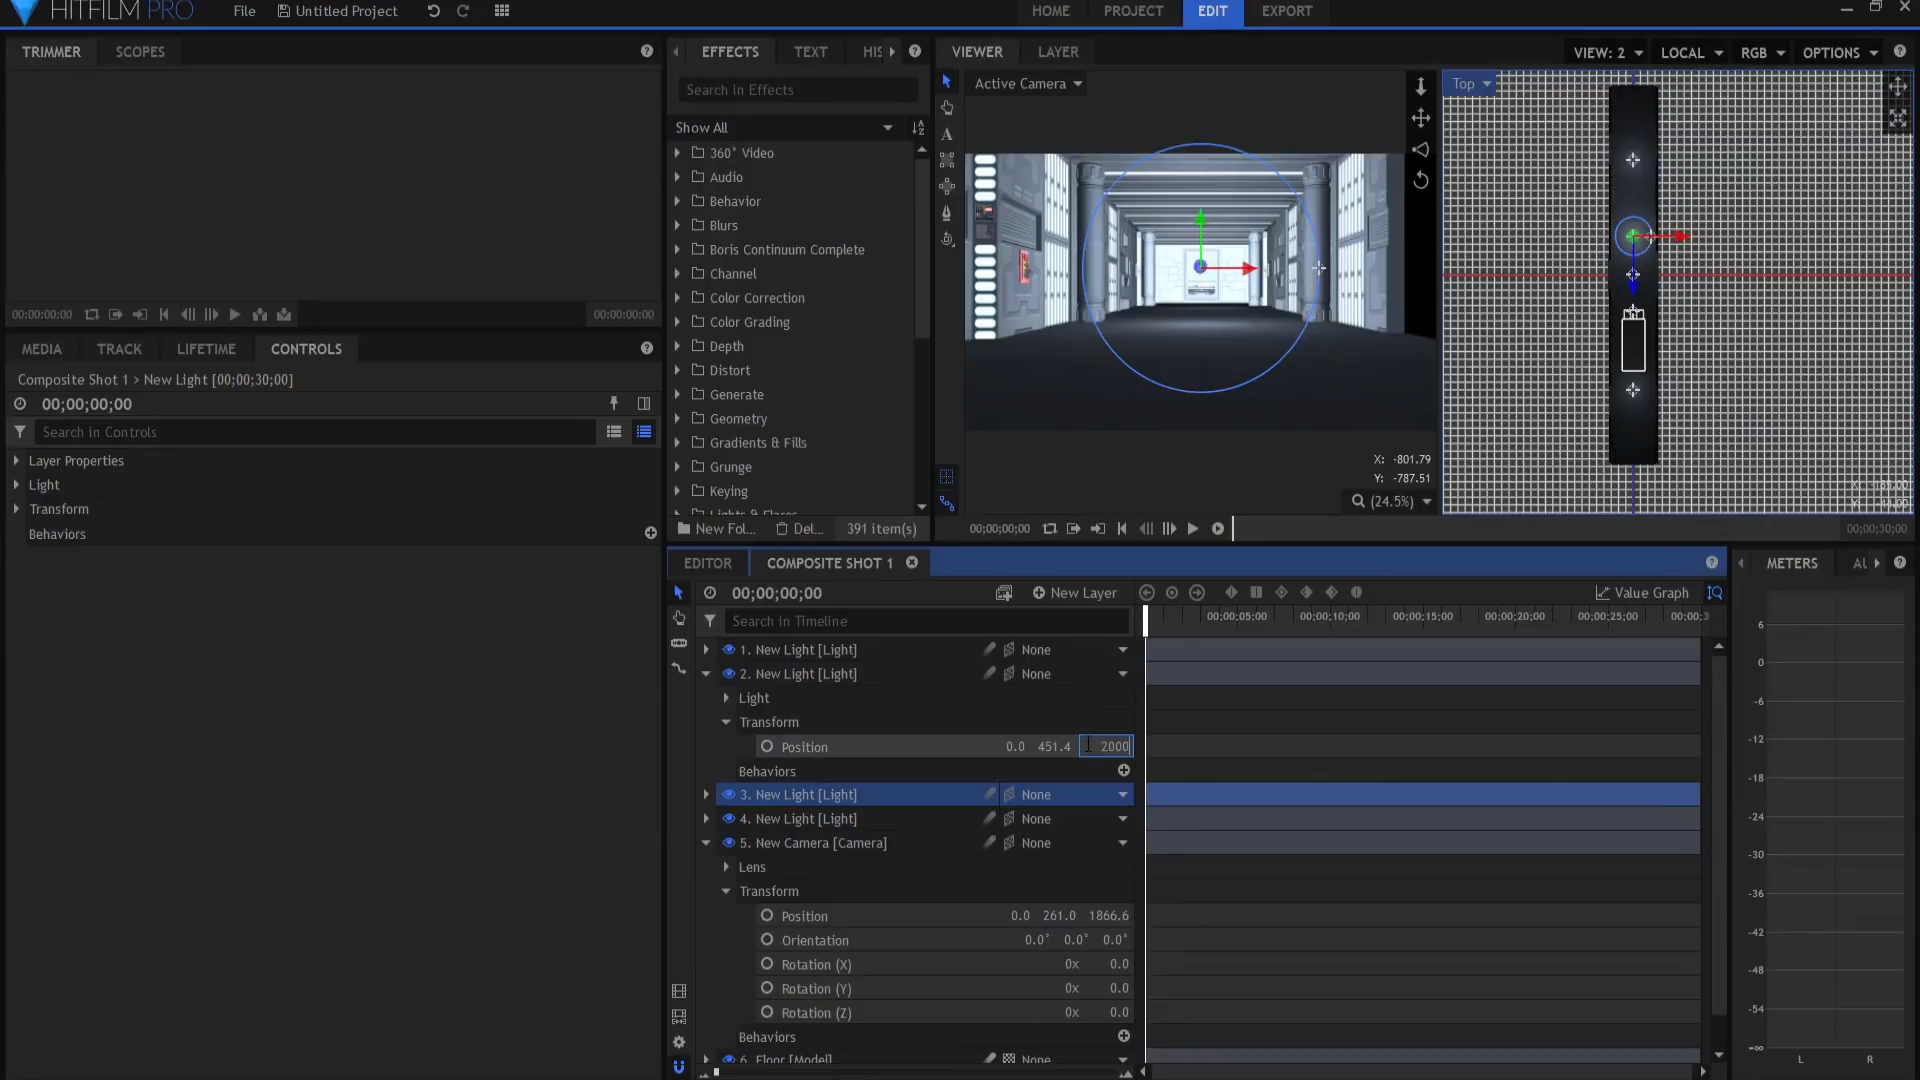 HITFILM PRO
File
Untitled Project
HOME
PROJECT
EDIT
EXPORT
TRIMMER
SCOPES
EFFECTS
TEXT
HIS
VIEWER
LAYER
VIEW: 2
LOCAL
RGB
OPTIONS
Search in Effects
Show All
360° Video
Audio
Behavior
Blurs
Boris Continuum Complete
Channel
Color Correction
Color Grading
Depth
Distort
Generate
Geometry
Gradients & Fills
Grunge
Keying
Lights & Flares
New Fol...
Del...
391 item(s)
Active Camera
Top
X: -801.79
Y: -787.51
(24.5%)
00;00;00;00
00;00;30;00
00:00:00:00
00:00:00:00
MEDIA
TRACK
LIFETIME
CONTROLS
Composite Shot 1 > New Light [00;00;30;00]
00;00;00;00
Search in Controls
Layer Properties
Light
Transform
Behaviors
EDITOR
COMPOSITE SHOT 1
00;00;00;00
New Layer
Value Graph
Search in Timeline
00;00;05;00
00;00;10;00
00;00;15;00
00;00;20;00
00;00;25;00
00;00;3
1. New Light [Light] None
2. New Light [Light] None
Light
Transform
Position 0.0 451.4 2000
Behaviors
3. New Light [Light] None
4. New Light [Light] None
5. New Camera [Camera] None
Lens
Transform
Position 0.0 261.0 1866.6
Orientation 0.0° 0.0° 0.0°
Rotation (X) 0x 0.0
Rotation (Y) 0x 0.0
Rotation (Z) 0x 0.0
Behaviors
6. Floor [Model] None
METERS
AU
6
0
-6
-12
-18
-24
-30
-36
-42
-48
-54
-∞
L
R